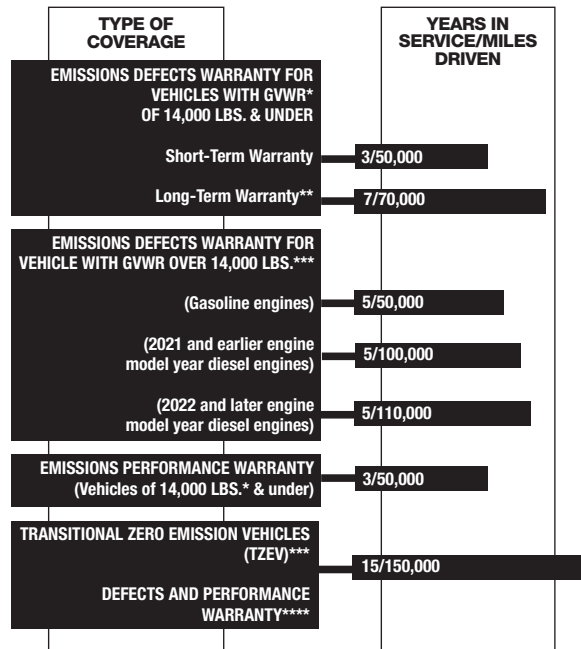 TYPE OF
COVERAGE
YEARS IN
SERVICE/MILES
DRIVEN
EMISSIONS DEFECTS WARRANTY FOR
VEHICLES WITH GVWR*
OF 14,000 LBS. & UNDER
Short-Term Warranty
3/50,000
Long-Term Warranty**
7/70,000
EMISSIONS DEFECTS WARRANTY FOR
VEHICLE WITH GVWR OVER 14,000 LBS.***
(Gasoline engines)
5/50,000
(2021 and earlier engine
model year diesel engines)
5/100,000
(2022 and later engine
model year diesel engines)
5/110,000
EMISSIONS PERFORMANCE WARRANTY
(Vehicles of 14,000 LBS.* & under)
3/50,000
TRANSITIONAL ZERO EMISSION VEHICLES
(TZEV)***
15/150,000
DEFECTS AND PERFORMANCE
WARRANTY****